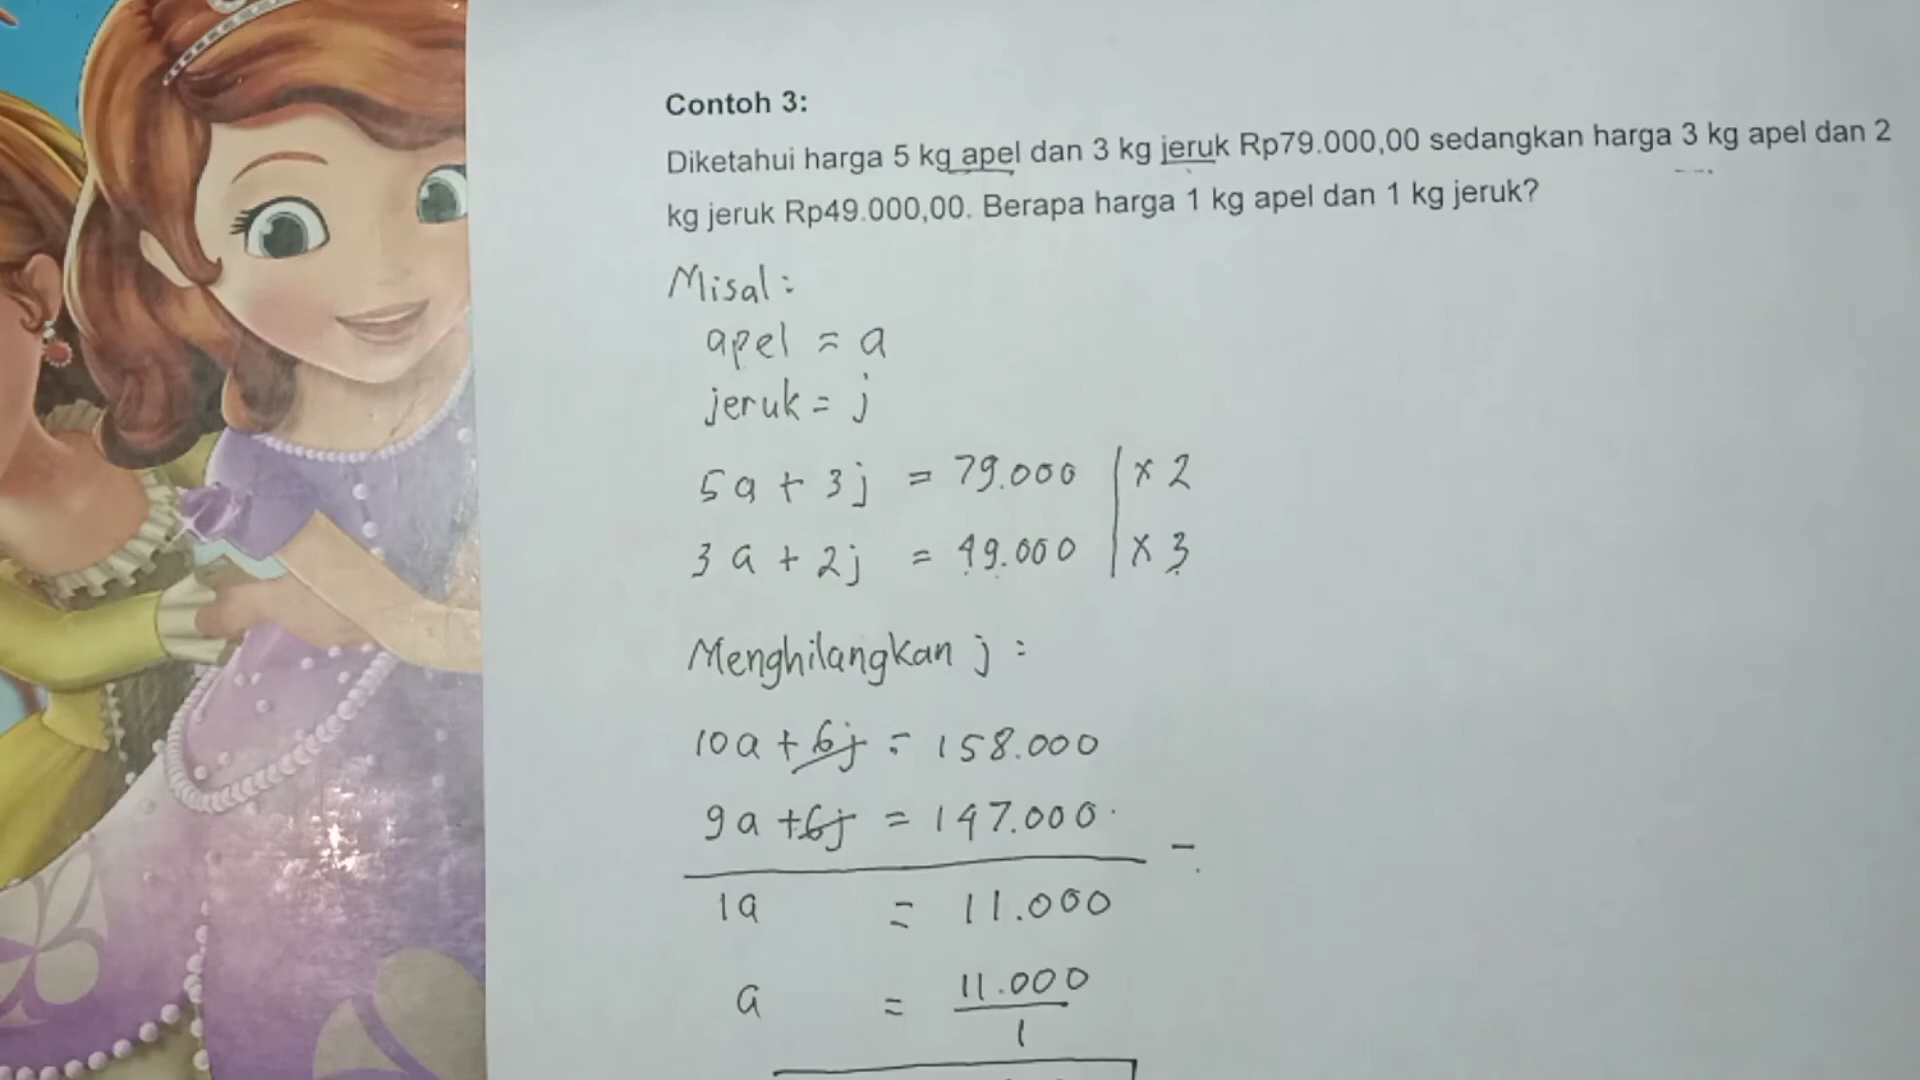 Contoh 3:
Diketahui harga 5 kg apel dan 3 kg jeruk Rp79.000,00 sedangkan harga 3 kg apel dan 2
kg jeruk Rp49.000,00. Berapa harga 1 kg apel dan 1 kg jeruk?
Misal:
apel = a
jeruk = j
5a + 3j = 79.000 | x 2
3a + 2j = 49.000 | x 3
Menghilangkan j :
10a + 6j = 158.000
9a + 6j = 147.000 -
1a = 11.000
a = 11.000
1